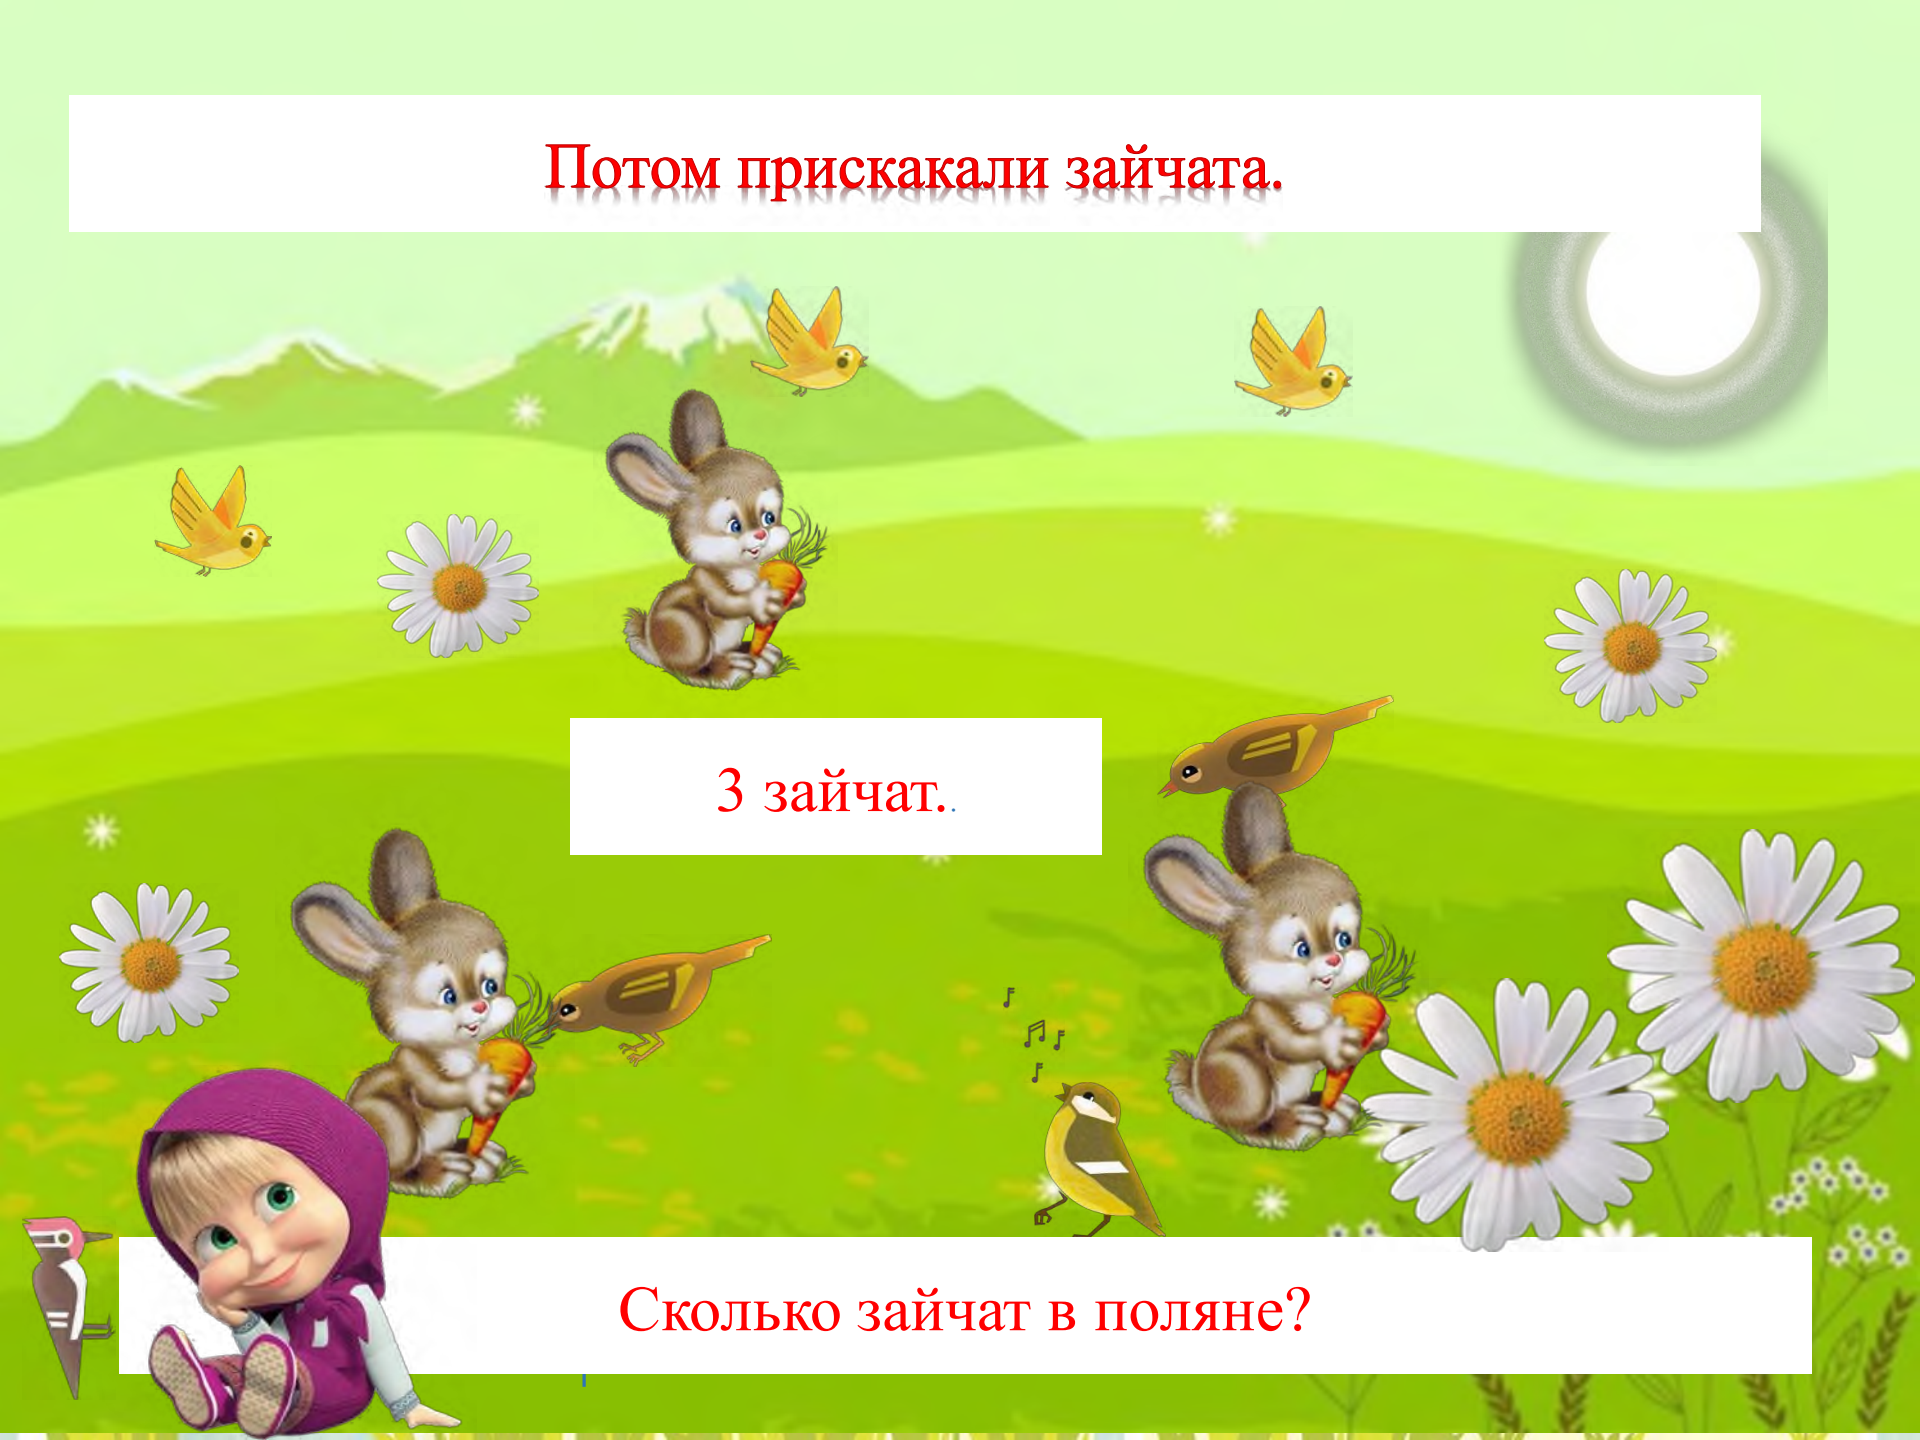 Потом прискакали зайчата.
3 зайчат..
Сколько зайчат в поляне?